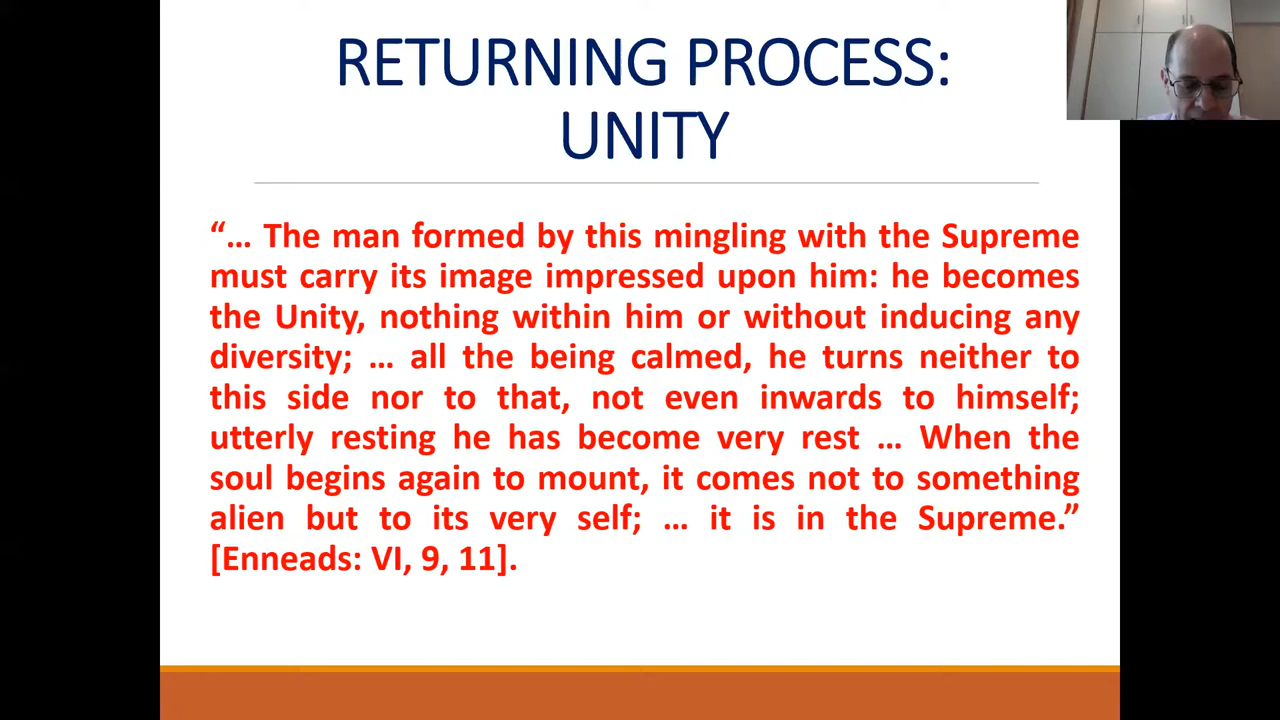 RETURNING PROCESS:
UNITY
“… The man formed by this mingling with the Supreme
must carry its image impressed upon him: he becomes
the Unity, nothing within him or without inducing any
diversity; … all the being calmed, he turns neither to
this side nor to that, not even inwards to himself;
utterly resting he has become very rest … When the
soul begins again to mount, it comes not to something
alien but to its very self; … it is in the Supreme.”
[Enneads: VI, 9, 11].